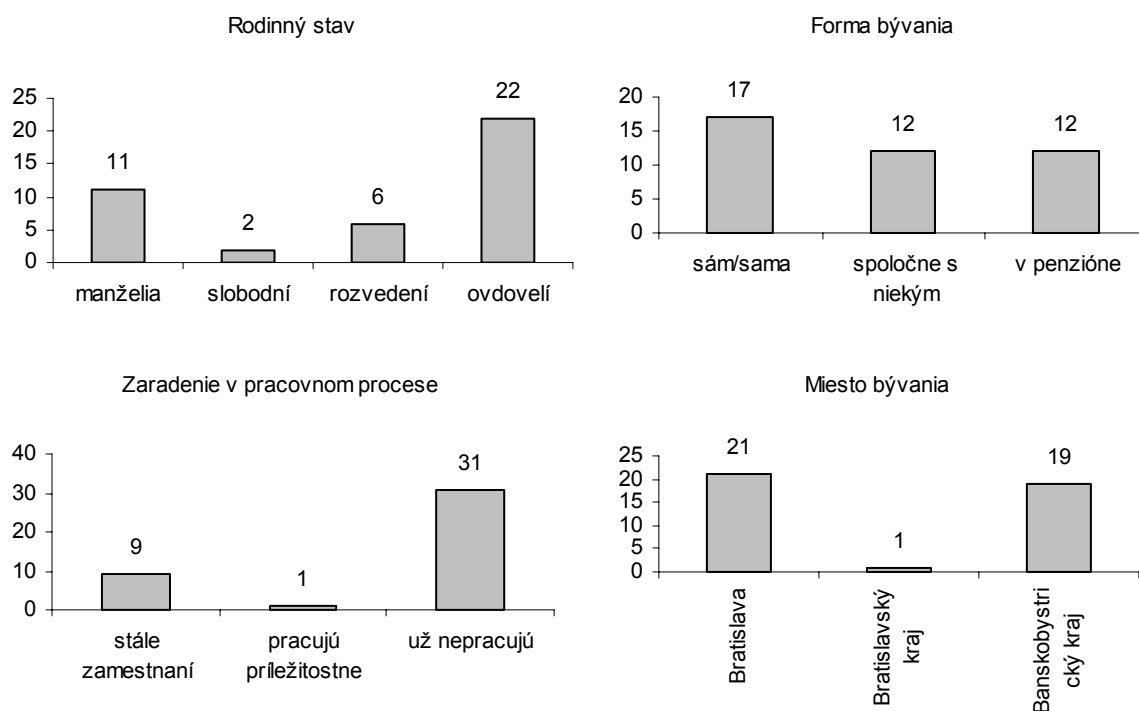 Rodinný stav
25
20
15
10
5
0
11
2
6
22
manželia
slobodní
rozvedení
ovdovelí
Forma bývania
20
15
10
5
0
17
12
12
sám/sama
spoločne s
niekým
v penzióne
Zaradenie v pracovnom procese
40
30
20
10
0
9
1
31
stále
zamestnaní
pracujú
príležitostne
už nepracujú
Miesto bývania
25
20
15
10
5
0
21
1
19
Bratislava
Bratislavský
kraj
Banskobystri
cký kraj